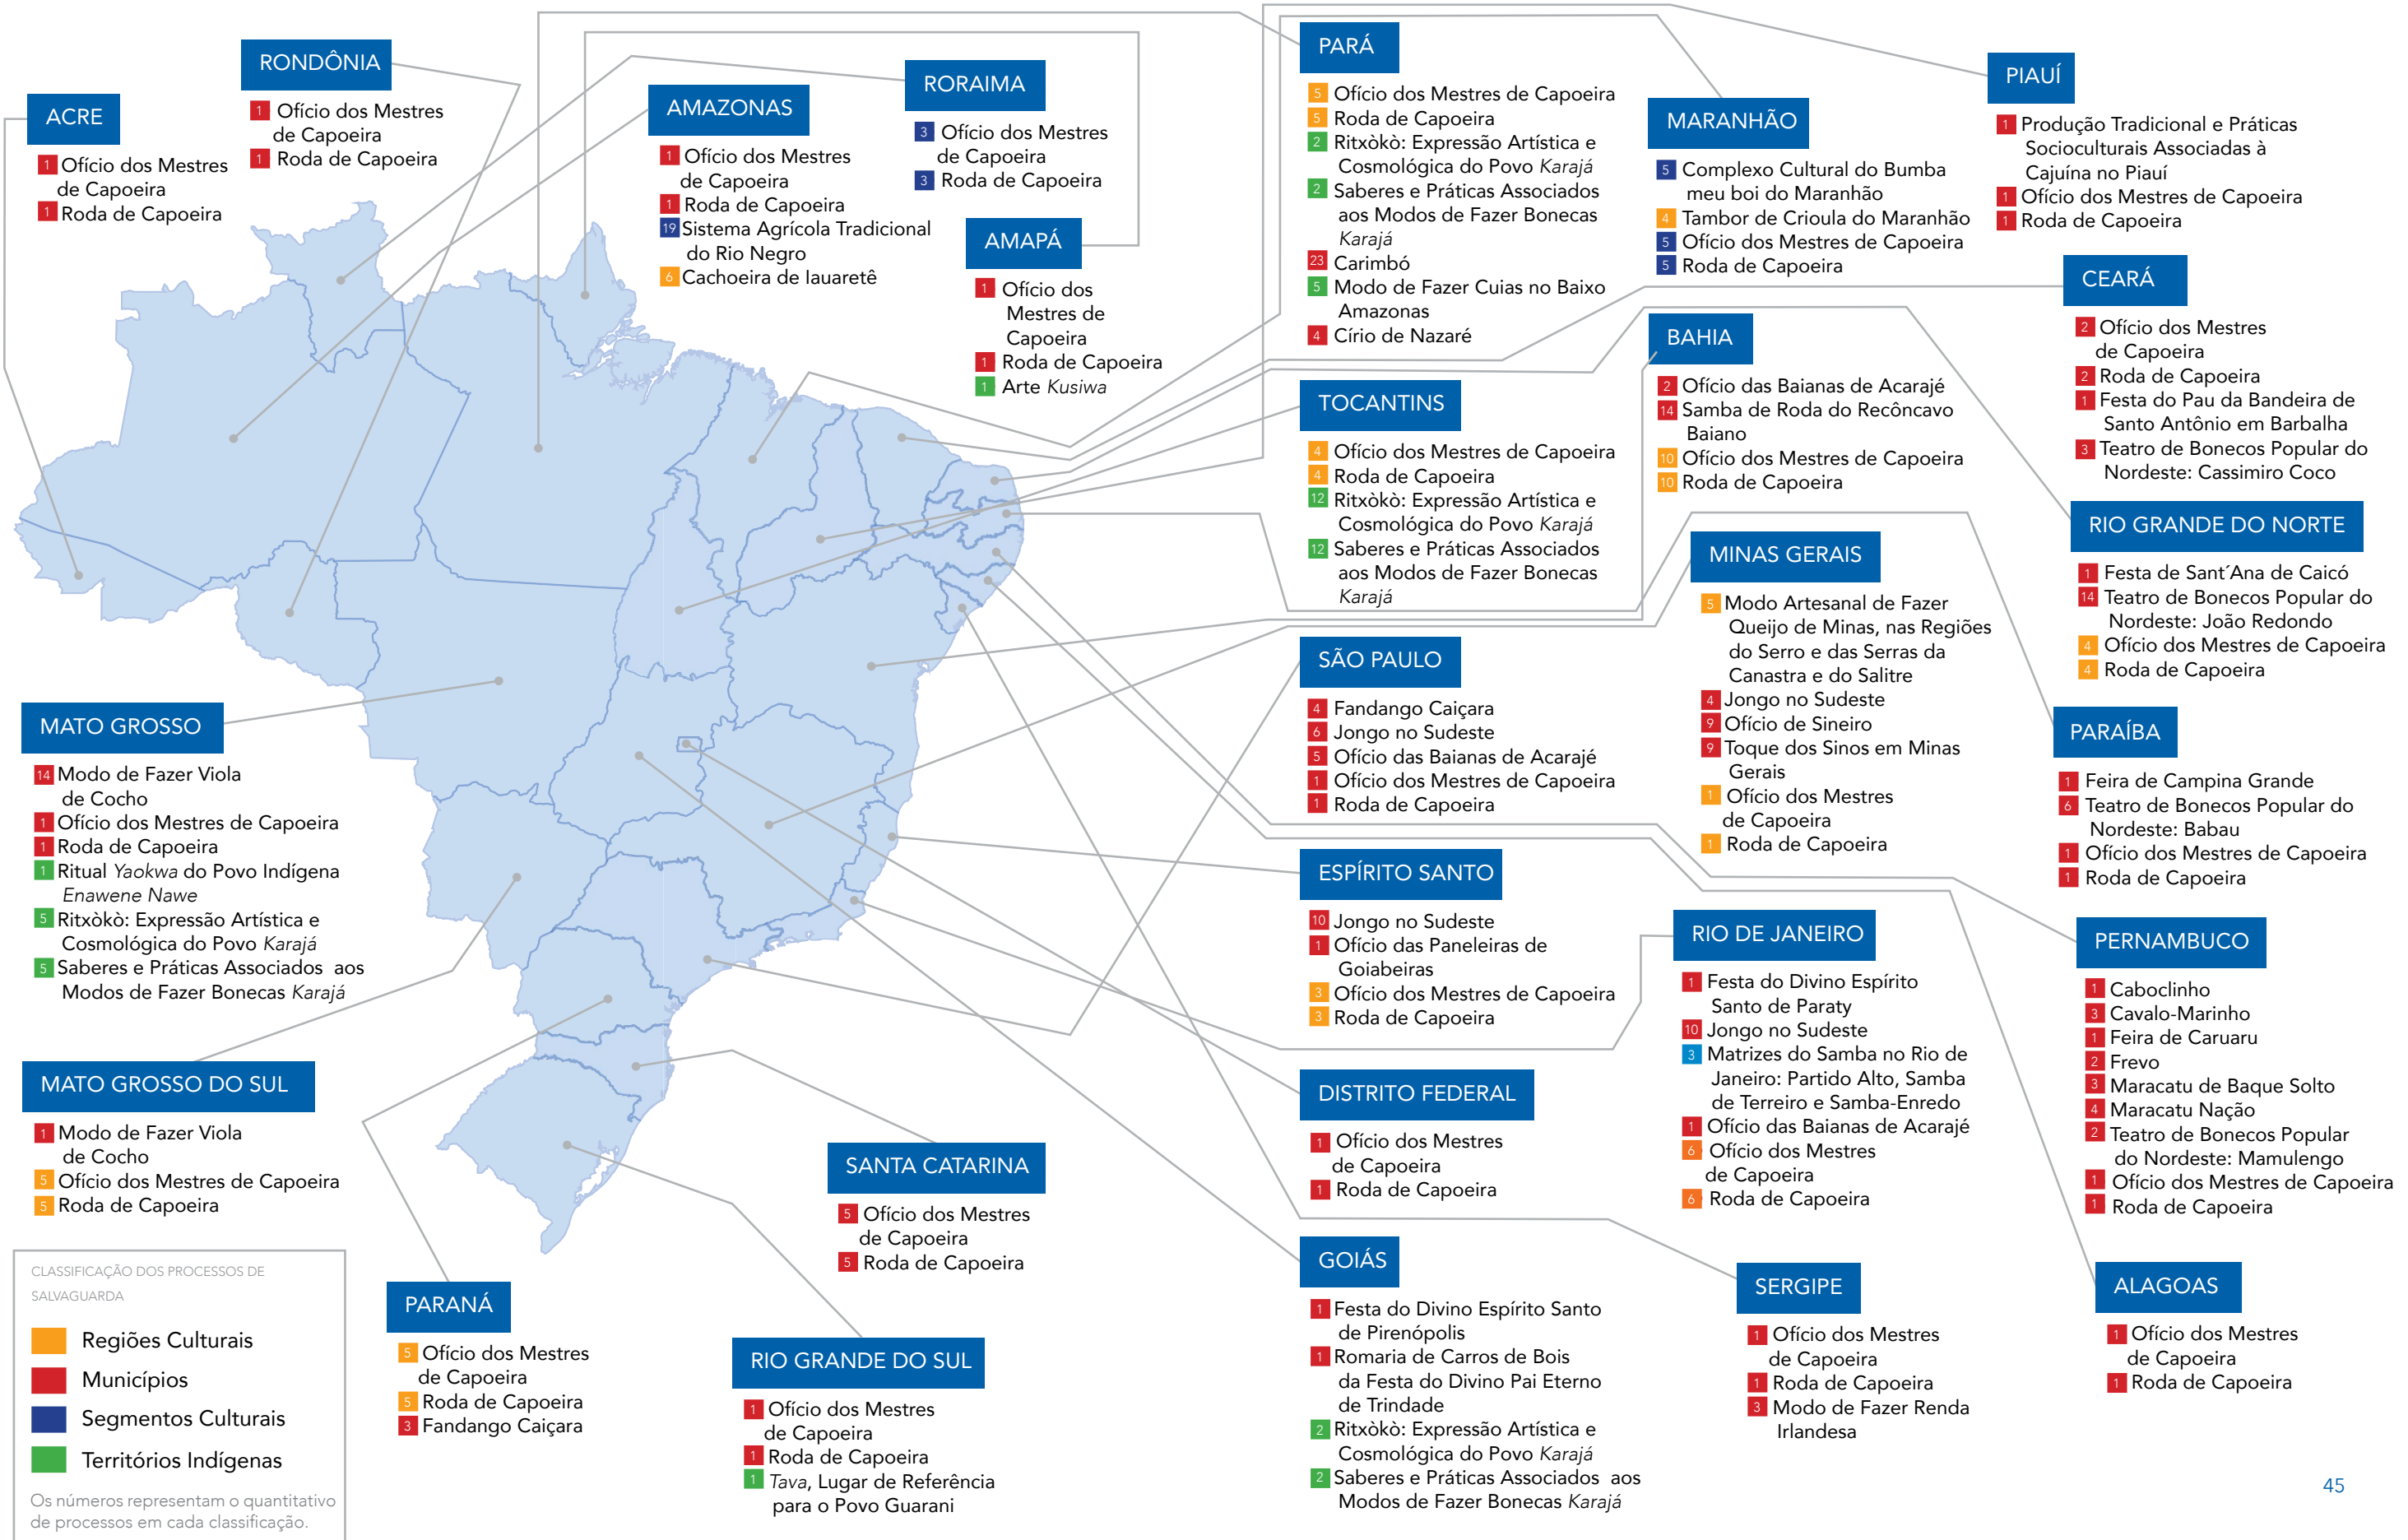 RONDÔNIA
1 Ofício dos Mestres
de Capoeira
1 Roda de Capoeira
ACRE
1 Ofício dos Mestres
de Capoeira
1 Roda de Capoeira
AMAZONAS
1 Ofício dos Mestres
de Capoeira
1 Roda de Capoeira
19 Sistema Agrícola Tradicional
do Rio Negro
6 Cachoeira de Iauaretê
RORAIMA
3 Ofício dos Mestres
de Capoeira
3 Roda de Capoeira
AMAPÁ
1 Ofício dos
Mestres de
Capoeira
1 Roda de Capoeira
1 Arte Kusiwa
PARÁ
5 Ofício dos Mestres de Capoeira
5 Roda de Capoeira
2 Ritxòkò: Expressão Artística e
Cosmológica do Povo Karajá
2 Saberes e Práticas Associados
aos Modos de Fazer Bonecas
Karajá
23 Carimbó
5 Modo de Fazer Cuias no Baixo
Amazonas
4 Círio de Nazaré
MARANHÃO
5 Complexo Cultural do Bumba
meu boi do Maranhão
4 Tambor de Crioula do Maranhão
5 Ofício dos Mestres de Capoeira
5 Roda de Capoeira
PIAUÍ
1 Produção Tradicional e Práticas
Socioculturais Associadas à
Cajuína no Piauí
1 Ofício dos Mestres de Capoeira
1 Roda de Capoeira
CEARÁ
2 Ofício dos Mestres
de Capoeira
2 Roda de Capoeira
1 Festa do Pau da Bandeira de
Santo Antônio em Barbalha
3 Teatro de Bonecos Popular do
Nordeste: Cassimiro Coco
BAHIA
2 Ofício das Baianas de Acarajé
14 Samba de Roda do Recôncavo
Baiano
10 Ofício dos Mestres de Capoeira
10 Roda de Capoeira
TOCANTINS
4 Ofício dos Mestres de Capoeira
4 Roda de Capoeira
12 Ritxòkò: Expressão Artística e
Cosmológica do Povo Karajá
12 Saberes e Práticas Associados
aos Modos de Fazer Bonecas
Karajá
RIO GRANDE DO NORTE
1 Festa de Sant´Ana de Caicó
14 Teatro de Bonecos Popular do
Nordeste: João Redondo
4 Ofício dos Mestres de Capoeira
4 Roda de Capoeira
MINAS GERAIS
5 Modo Artesanal de Fazer
Queijo de Minas, nas Regiões
do Serro e das Serras da
Canastra e do Salitre
4 Jongo no Sudeste
9 Ofício de Sineiro
9 Toque dos Sinos em Minas
Gerais
1 Ofício dos Mestres
de Capoeira
1 Roda de Capoeira
SÃO PAULO
4 Fandango Caiçara
6 Jongo no Sudeste
5 Ofício das Baianas de Acarajé
1 Ofício dos Mestres de Capoeira
1 Roda de Capoeira
PARAÍBA
1 Feira de Campina Grande
6 Teatro de Bonecos Popular do
Nordeste: Babau
1 Ofício dos Mestres de Capoeira
1 Roda de Capoeira
MATO GROSSO
14 Modo de Fazer Viola
de Cocho
1 Ofício dos Mestres de Capoeira
1 Roda de Capoeira
1 Ritual Yaokwa do Povo Indígena
Enawene Nawe
5 Ritxòkò: Expressão Artística e
Cosmológica do Povo Karajá
5 Saberes e Práticas Associados aos
Modos de Fazer Bonecas Karajá
ESPÍRITO SANTO
10 Jongo no Sudeste
1 Ofício das Paneleiras de
Goiabeiras
3 Ofício dos Mestres de Capoeira
3 Roda de Capoeira
RIO DE JANEIRO
1 Festa do Divino Espírito
Santo de Paraty
10 Jongo no Sudeste
3 Matrizes do Samba no Rio de
Janeiro: Partido Alto, Samba
de Terreiro e Samba-Enredo
1 Ofício das Baianas de Acarajé
6 Ofício dos Mestres
de Capoeira
6 Roda de Capoeira
PERNAMBUCO
1 Caboclinho
3 Cavalo-Marinho
1 Feira de Caruaru
2 Frevo
3 Maracatu de Baque Solto
4 Maracatu Nação
2 Teatro de Bonecos Popular
do Nordeste: Mamulengo
1 Ofício dos Mestres de Capoeira
1 Roda de Capoeira
MATO GROSSO DO SUL
1 Modo de Fazer Viola
de Cocho
5 Ofício dos Mestres de Capoeira
5 Roda de Capoeira
DISTRITO FEDERAL
1 Ofício dos Mestres
de Capoeira
1 Roda de Capoeira
SANTA CATARINA
5 Ofício dos Mestres
de Capoeira
5 Roda de Capoeira
GOIÁS
1 Festa do Divino Espírito Santo
de Pirenópolis
1 Romaria de Carros de Bois
da Festa do Divino Pai Eterno
de Trindade
2 Ritxòkò: Expressão Artística e
Cosmológica do Povo Karajá
2 Saberes e Práticas Associados aos
Modos de Fazer Bonecas Karajá
SERGIPE
1 Ofício dos Mestres
de Capoeira
1 Roda de Capoeira
3 Modo de Fazer Renda
Irlandesa
ALAGOAS
1 Ofício dos Mestres
de Capoeira
1 Roda de Capoeira
PARANÁ
5 Ofício dos Mestres
de Capoeira
5 Roda de Capoeira
3 Fandango Caiçara
RIO GRANDE DO SUL
1 Ofício dos Mestres
de Capoeira
1 Roda de Capoeira
1 Tava, Lugar de Referência
para o Povo Guarani
CLASSIFICAÇÃO DOS PROCESSOS DE
SALVAGUARDA
Regiões Culturais
Municípios
Segmentos Culturais
Territórios Indígenas
Os números representam o quantitativo
de processos em cada classificação.
45